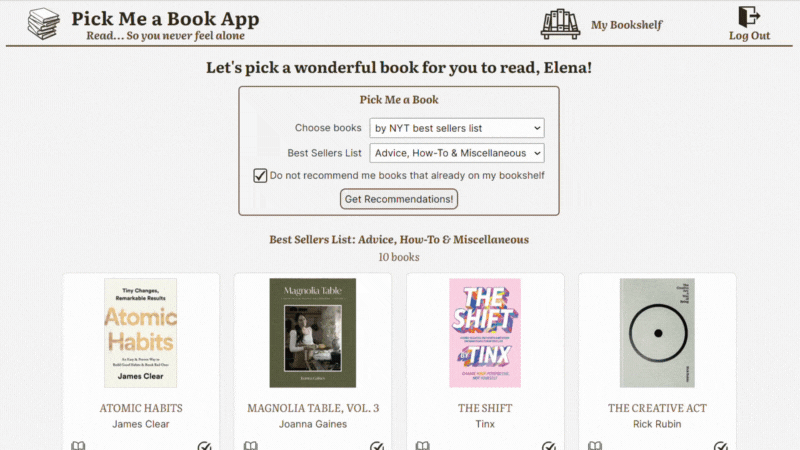 Pick Me a Book App
Read... So you never feel alone
My Bookshelf
Log Out
Let's pick a wonderful book for you to read, Elena!
Pick Me a Book
Choose books
by NYT best sellers list
Best Sellers List
Advice, How-To & Miscellaneous
Do not recommend me books that already on my bookshelf
Get Recommendations!
Best Sellers List: Advice, How-To & Miscellaneous
10 books
Tiny Changes,
Remarkable Results
Atomic
Habits
An Easy & Proven Way to
Build Good Habits & Break Bad Ones
James Clear
Magnolia Table
Joanna Gaines
THE
SHIFT
BY TINX
ATOMIC HABITS
James Clear
MAGNOLIA TABLE, VOL. 3
Joanna Gaines
THE SHIFT
Tinx
THE CREATIVE ACT
Rick Rubin